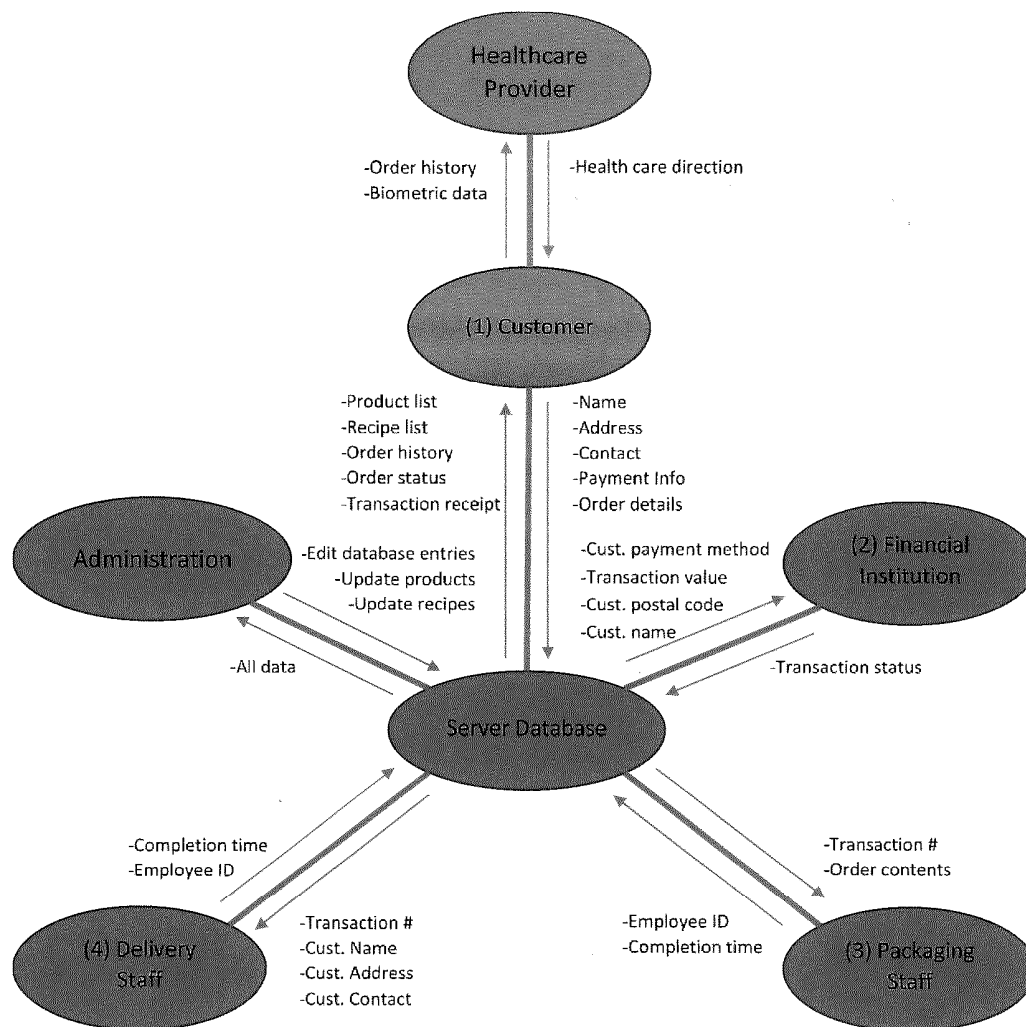 Healthcare
Provider
-Order history
-Biometric data
-Health care direction
(1) Customer
-Product list
-Recipe list
-Order history
-Order status
-Transaction receipt
-Name
-Address
-Contact
-Payment Info
-Order details
Administration
-Edit database entries
-Update products
-Update recipes
-All data
-Cust. payment method
-Transaction value
-Cust. postal code
-Cust. name
(2) Financial
Institution
-Transaction status
Server Database
-Completion time
-Employee ID
-Transaction #
-Cust. Name
-Cust. Address
-Cust. Contact
(4) Delivery
Staff
-Transaction #
-Order contents
-Employee ID
-Completion time
(3) Packaging
Staff